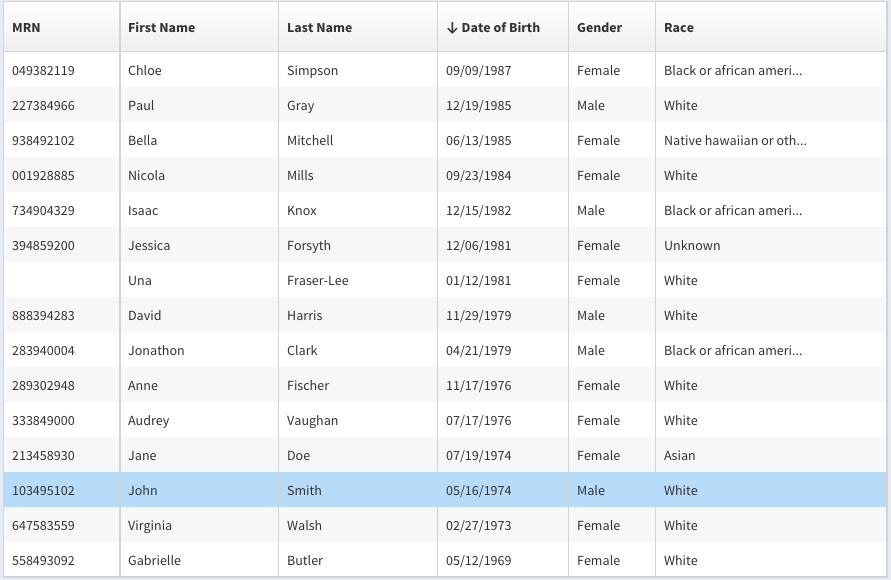 MRN First Name Last Name ↓ Date of Birth Gender Race
049382119 Chloe Simpson 09/09/1987 Female Black or african ameri...
227384966 Paul Gray 12/19/1985 Male White
938492102 Bella Mitchell 06/13/1985 Female Native hawaiian or oth...
001928885 Nicola Mills 09/23/1984 Female White
734904329 Isaac Knox 12/15/1982 Male Black or african ameri...
394859200 Jessica Forsyth 12/06/1981 Female Unknown
Una Fraser-Lee 01/12/1981 Female White
888394283 David Harris 11/29/1979 Male White
283940004 Jonathon Clark 04/21/1979 Male Black or african ameri...
289302948 Anne Fischer 11/17/1976 Female White
333849000 Audrey Vaughan 07/17/1976 Female White
213458930 Jane Doe 07/19/1974 Female Asian
103495102 John Smith 05/16/1974 Male White
647583559 Virginia Walsh 02/27/1973 Female White
558493092 Gabrielle Butler 05/12/1969 Female White